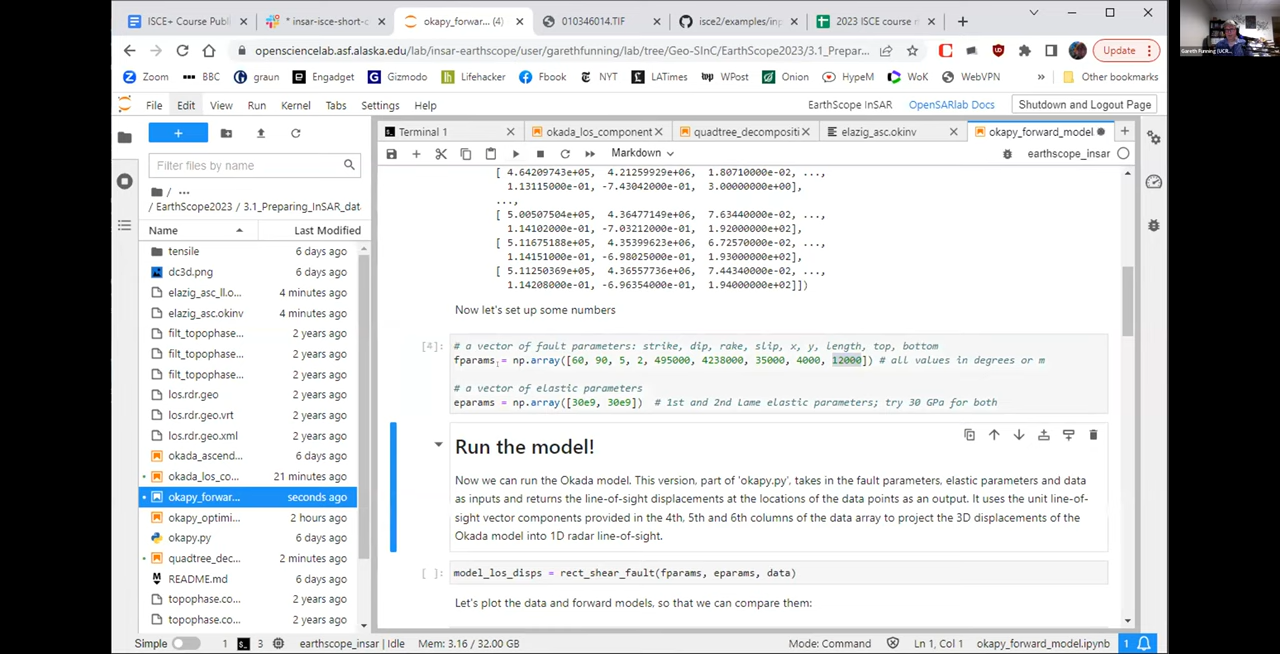 ISCE+ Course Publ
* insar-isce-short-c
okapy_forwar... (4)
010346014.TIF
isce2/examples/inp
2023 ISCE course m
openscienelab.asf.alaska.edu/lab/insar-earthscope/user/garethfunning/lab/tree/Geo-SInC/EarthScope2023/3.1_Prepar...
Update
Zoom
BBC
graun
Engadget
Gizmodo
Lifehacker
Fbook
NYT
LATimes
WPost
Onion
HypeM
WoK
WebVPN
»
Other bookmarks
File
Edit
View
Run
Kernel
Tabs
Settings
Help
EarthScope InSAR
OpenSARlab Docs
Shutdown and Logout Page
Terminal 1
okada_los_component
quadtree_decompositi
elazig_asc.okinv
okapy_forward_model
Markdown
earthscope_insar
Filter files by name
/ ...
/ EarthScope2023 / 3.1_Preparing_InSAR_dat
Name
Last Modified
tensile 6 days ago
dc3d.png 6 days ago
elazig_asc_ll.o... 4 minutes ago
elazig_asc.okinv 4 minutes ago
filt_topophase... 2 years ago
filt_topophase... 2 years ago
filt_topophase... 2 years ago
filt_topophase... 2 years ago
los.rdr.geo 2 years ago
los.rdr.geo.vrt 2 years ago
los.rdr.geo.xml 2 years ago
okada_ascend... 6 days ago
okada_los_co... 21 minutes ago
okapy_forwar... seconds ago
okapy_optimi... 2 hours ago
okapy.py 6 days ago
quadtree_dec... 2 minutes ago
README.md 6 days ago
topophase.co... 2 years ago
topophase.co... 2 years ago
[ 4.64209743e+05, 4.21259929e+06, 1.80710000e-02, ...,
1.13115000e-01, -7.43042000e-01, 3.00000000e+00],
...,
[ 5.00507504e+05, 4.36477149e+06, 7.63440000e-02, ...,
1.14102000e-01, -7.03212000e-01, 1.92000000e+02],
[ 5.11675188e+05, 4.35399623e+06, 6.72570000e-02, ...,
1.14151000e-01, -6.98025000e-01, 1.93000000e+02],
[ 5.11250369e+05, 4.36557736e+06, 7.44340000e-02, ...,
1.14208000e-01, -6.96354000e-01, 1.94000000e+02]])
Now let's set up some numbers
[4]:
# a vector of fault parameters: strike, dip, rake, slip, x, y, length, top, bottom
fparams = np.array([60, 90, 5, 2, 495000, 4238000, 35000, 4000, 12000]) # all values in degrees or m
# a vector of elastic parameters
eparams = np.array([30e9, 30e9]) # 1st and 2nd Lame elastic parameters; try 30 GPa for both
Run the model!
Now we can run the Okada model. This version, part of 'okapy.py', takes in the fault parameters, elastic parameters and data
as inputs and returns the line-of-sight displacements at the locations of the data points as an output. It uses the unit line-of-
sight vector components provided in the 4th, 5th and 6th columns of the data array to project the 3D displacements of the
Okada model into 1D radar line-of-sight.
[ ]:
model_los_disps = rect_shear_fault(fparams, eparams, data)
Let's plot the data and forward models, so that we can compare them:
Simple
1
3
earthscope_insar | Idle
Mem: 3.16 / 32.00 GB
Mode: Command
Ln 1, Col 1
okapy_forward_model.ipynb
1